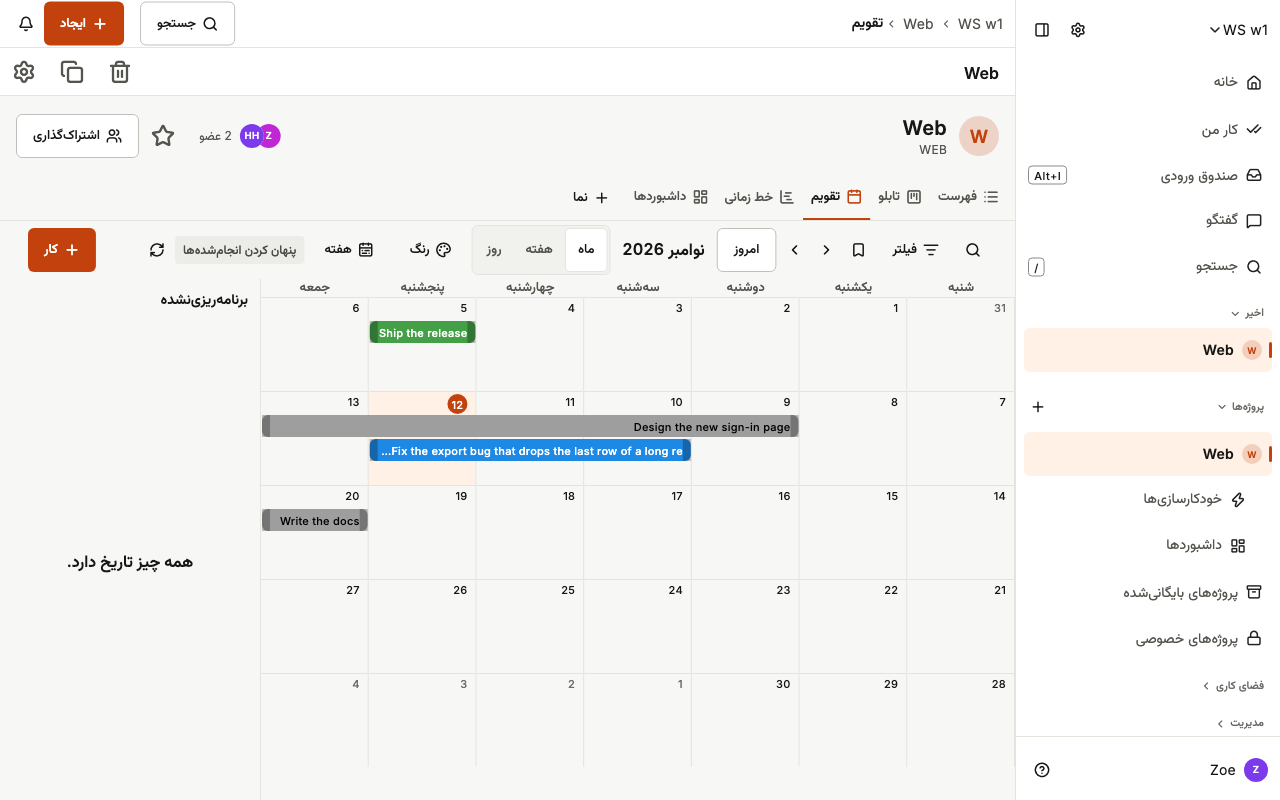 WS w1
خانه
کار من
صندوق ورودی
Alt+I
گفتگو
جستجو
/
اخیر
W Web
پروژه‌ها
W Web
خودکارسازی‌ها
داشبوردها
پروژه‌های بایگانی‌شده
پروژه‌های خصوصی
فضای کاری
مدیریت
Z Zoe
WS w1 › Web › تقویم
جستجو
ایجاد
Web
W
Web
WEB
Z HH
2 عضو
اشتراک‌گذاری
فهرست
تابلو
تقویم
خط زمانی
داشبوردها
نما
فیلتر
امروز
نوامبر 2026
ماه
هفته
روز
رنگ
هفته
پنهان کردن انجام‌شده‌ها
کار
شنبه یکشنبه دوشنبه سه‌شنبه چهارشنبه پنجشنبه جمعه
31 1 2 3 4 5 6
Ship the release
7 8 9 10 11 12 13
Design the new sign-in page
Fix the export bug that drops the last row of a long re...
14 15 16 17 18 19 20
Write the docs
21 22 23 24 25 26 27
28 29 30 1 2 3 4
برنامه‌ریزی‌نشده
همه چیز تاریخ دارد.